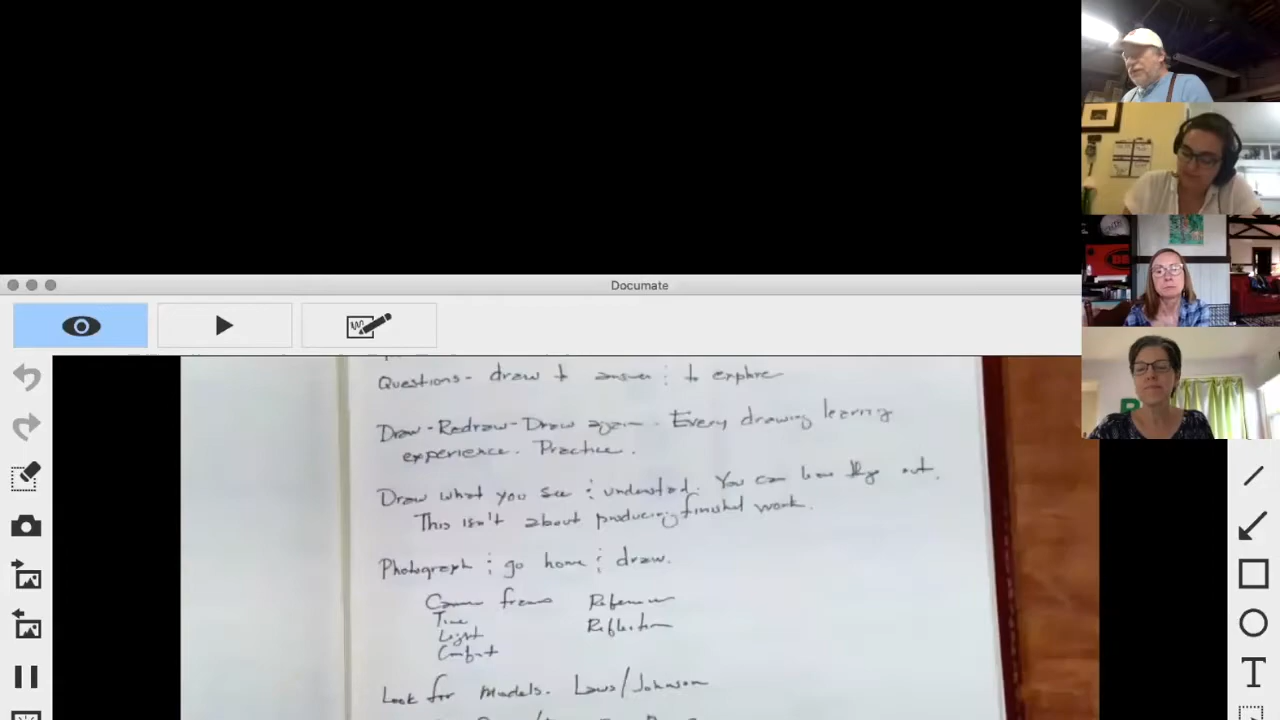 Documate
Questions - draw to answer & to explore
Draw - Redraw - Draw again. Every drawing learning
experience. Practice.
Draw what you see & understand. You can leave things out.
This isn't about producing finished work.
Photograph & go home & draw.
Camera frames Reference
Time Reflection
Light
Comfort
Look for Models. Laws/Johnson
T